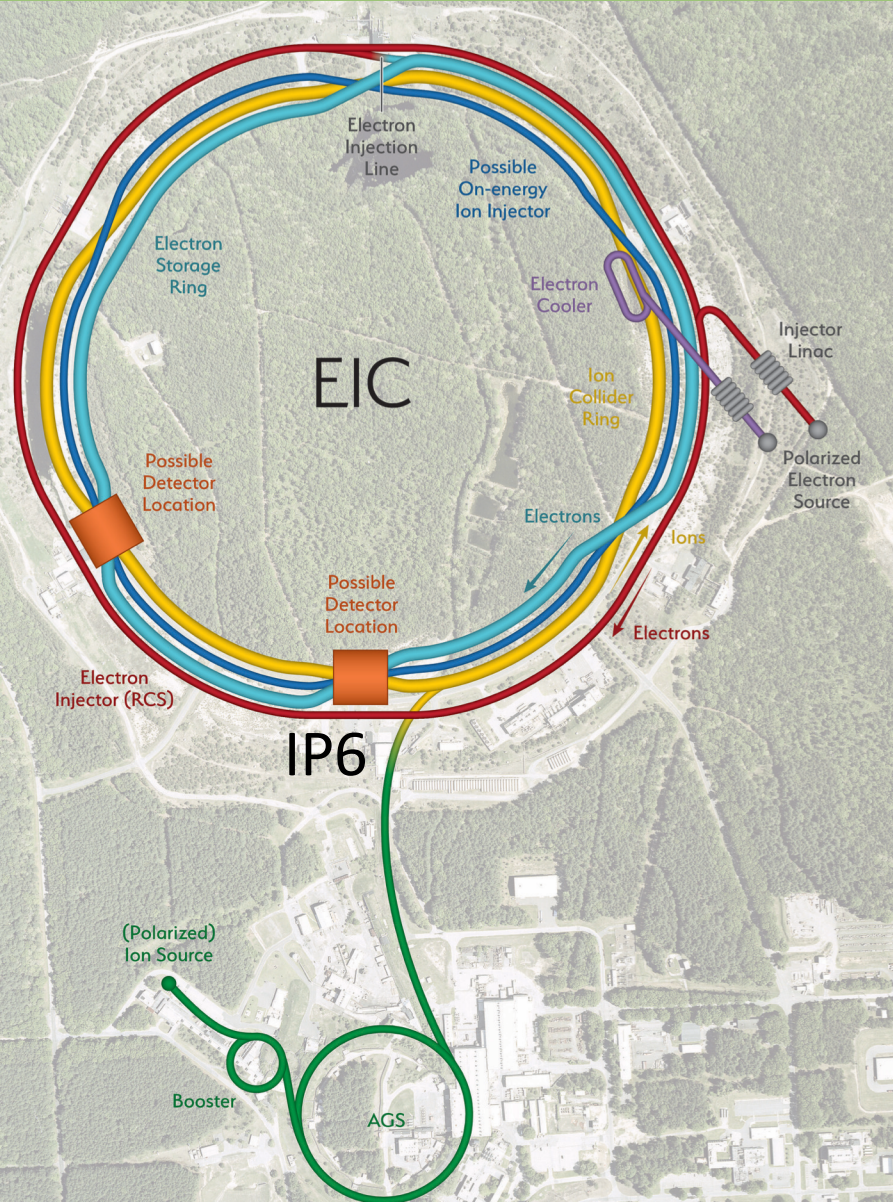 Electron
Injection
Line
Possible
On-energy
Ion Injector
Electron
Storage
Ring
Electron
Cooler
Injector
Linac
EIC
Ion
Collider
Ring
Polarized
Electron
Source
Possible
Detector
Location
Electrons
Ions
Possible
Detector
Location
Electrons
Electron
Injector (RCS)
IP6
(Polarized)
Ion Source
Booster
AGS